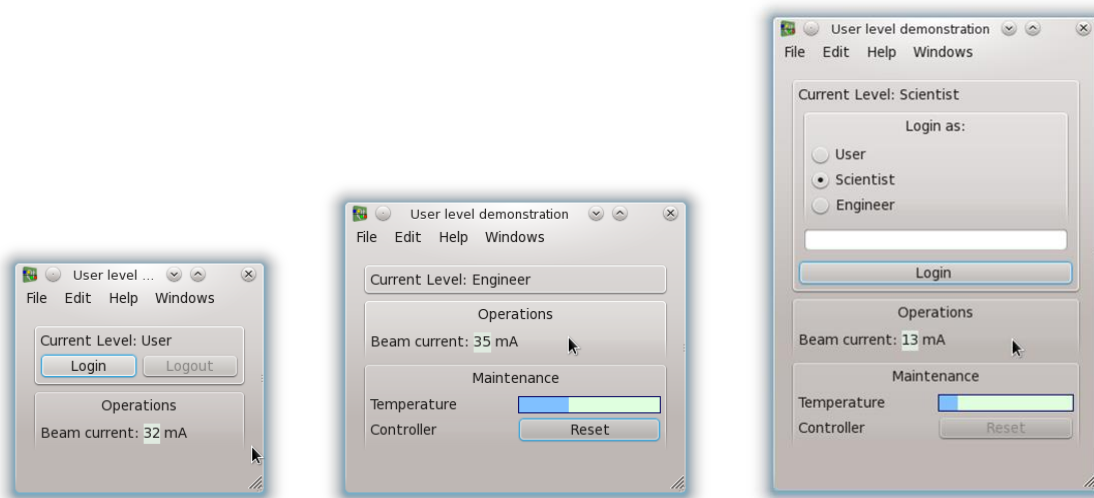 User level ...
File Edit Help Windows
Current Level: User
Login Logout
Operations
Beam current: 32 mA
User level demonstration
File Edit Help Windows
Current Level: Engineer
Operations
Beam current: 35 mA
Maintenance
Temperature
Controller Reset
User level demonstration
File Edit Help Windows
Current Level: Scientist
Login as:
User
Scientist
Engineer
Login
Operations
Beam current: 13 mA
Maintenance
Temperature
Controller Reset